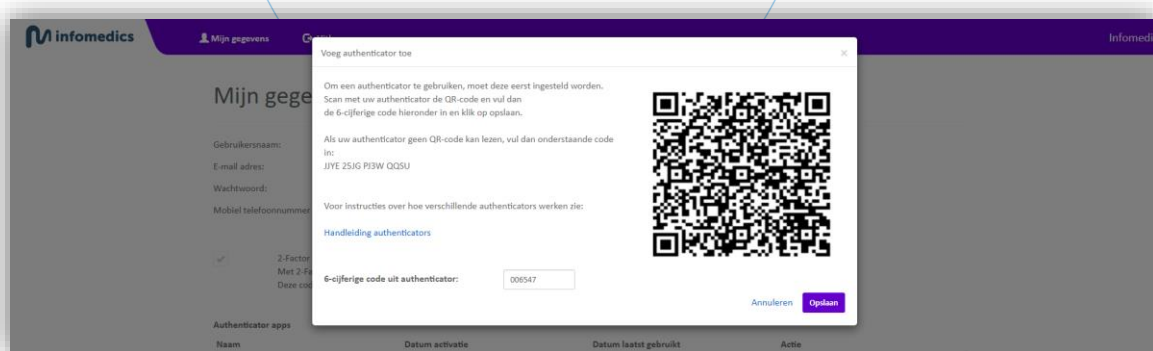 infomedics
Mijn gegevens
Infomedi
Voeg authenticator toe
Mijn gege
Om een authenticator te gebruiken, moet deze eerst ingesteld worden.
Scan met uw authenticator de QR-code en vul dan
de 6-cijferige code hieronder in en klik op opslaan.
Gebruikersnaam:
Als uw authenticator geen QR-code kan lezen, vul dan onderstaande code
in:
E-mail adres:
JJYE 25JG PJ3W QQSU
Wachtwoord:
Mobiel telefoonnummer
Voor instructies over hoe verschillende authenticators werken zie:
Handleiding authenticators
2-Factor
Met 2-Fa
Deze cod
6-cijferige code uit authenticator: 006547
Annuleren Opslaan
Authenticator apps
Naam Datum activatie Datum laatst gebruikt Actie